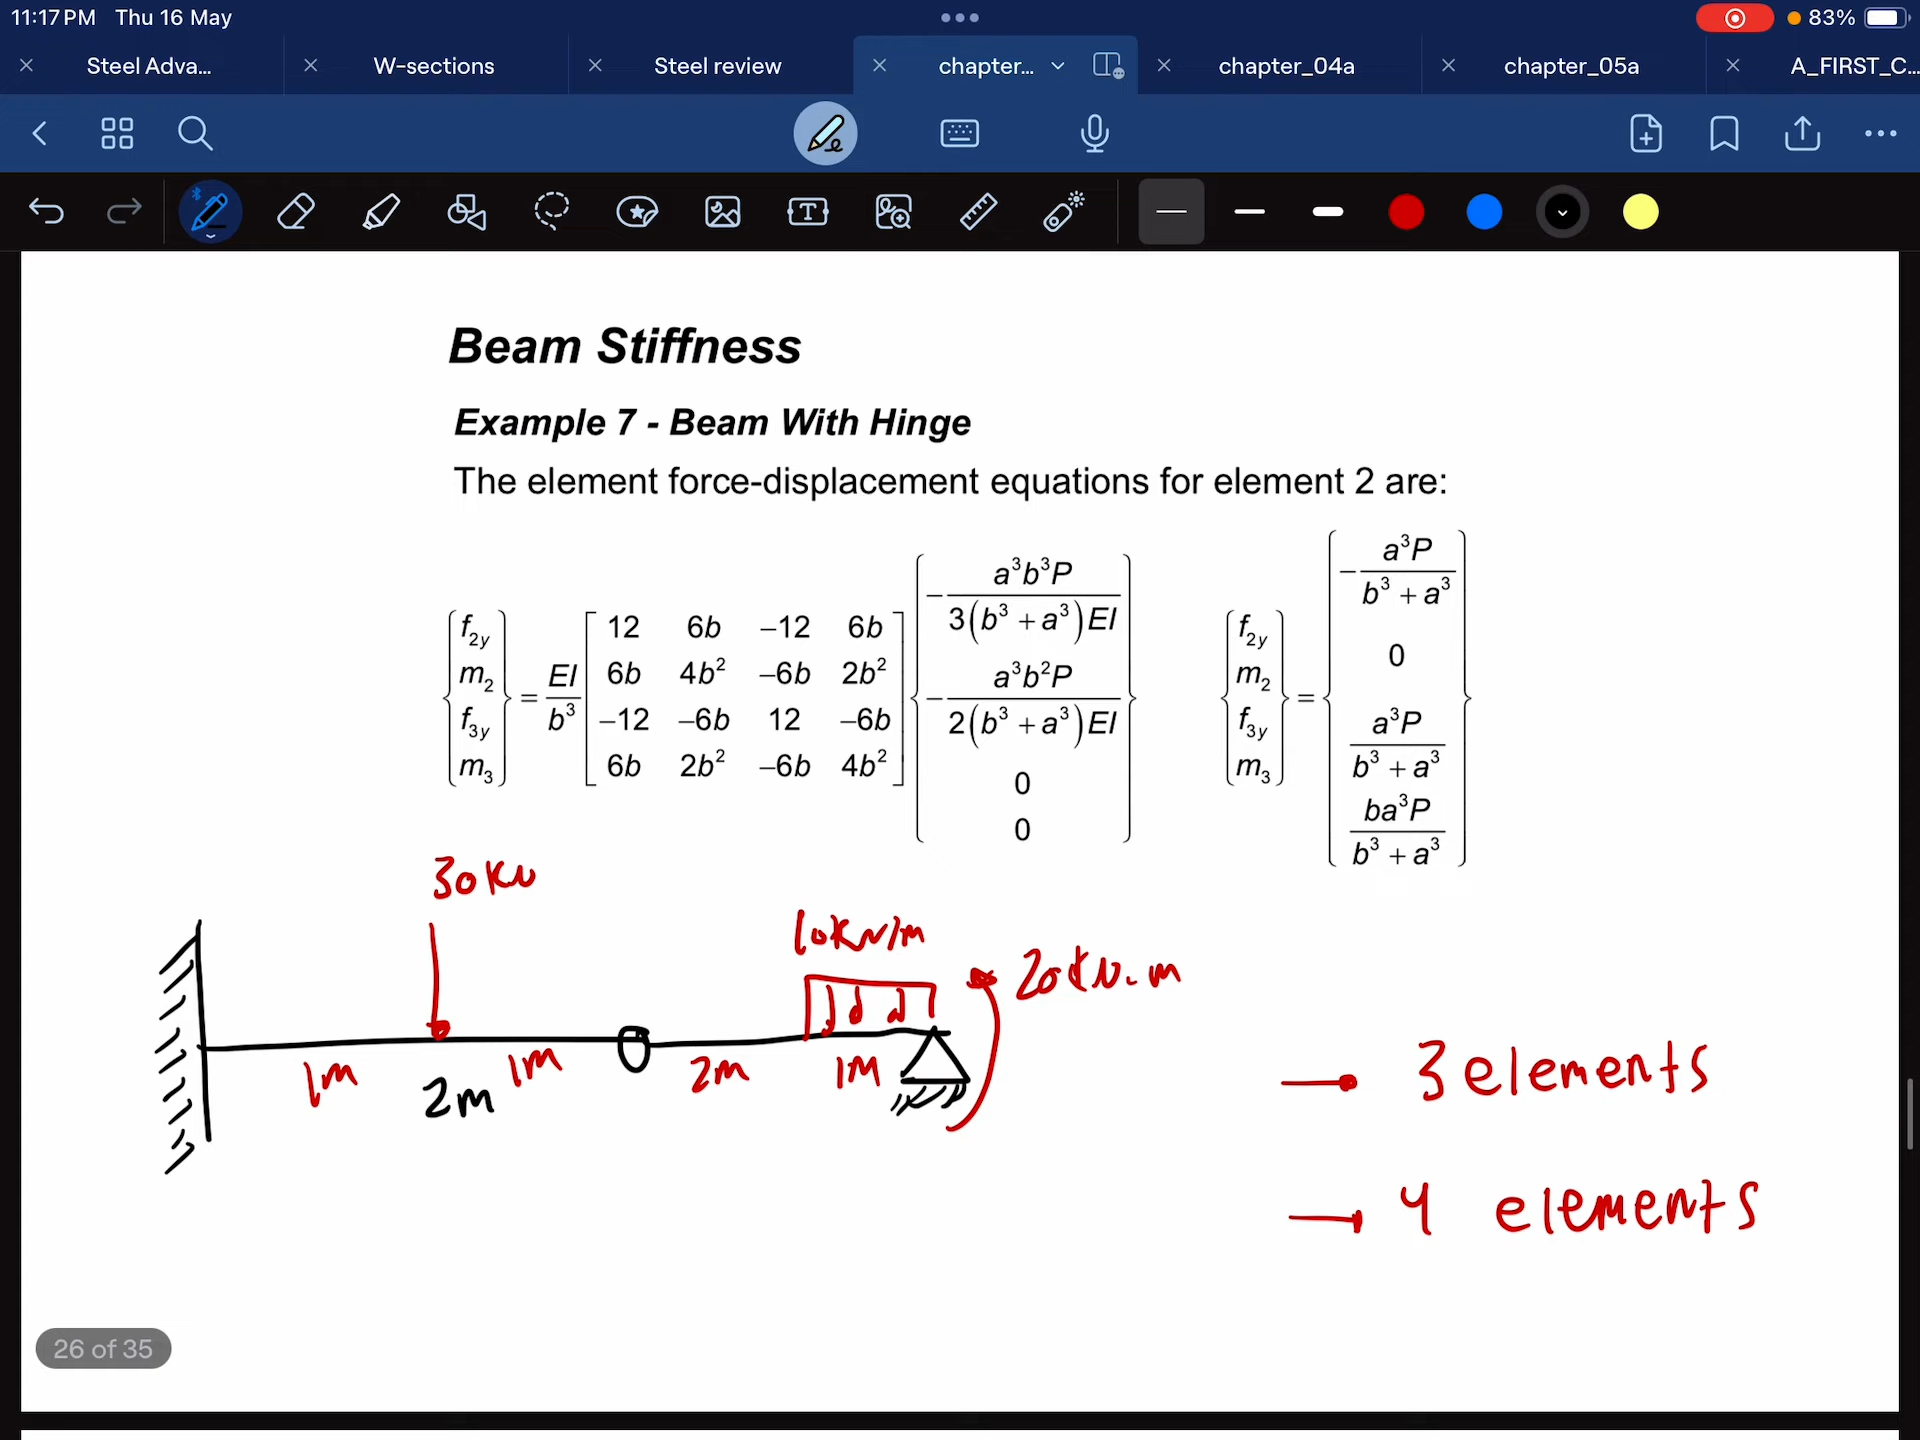 11:17 PM Thu 16 May
83%
Steel Adva...
W-sections
Steel review
chapter...
chapter_04a
chapter_05a
A_FIRST_C...
Beam Stiffness
Example 7 - Beam With Hinge
The element force-displacement equations for element 2 are:
{f₂y m₂ f₃y m₃} = EI/b³ [12 6b –12 6b; 6b 4b² –6b 2b²; –12 –6b 12 –6b; 6b 2b² –6b 4b²] {–a³b³P/3(b³ + a³)EI; –a³b²P/2(b³ + a³)EI; 0; 0}
{f₂y m₂ f₃y m₃} = {–a³P/b³ + a³; 0; a³P/b³ + a³; ba³P/b³ + a³}
30KN
10KN/m
20KN.m
1m
2m
1m
2m
1M
3 elements
4 elements
26 of 35